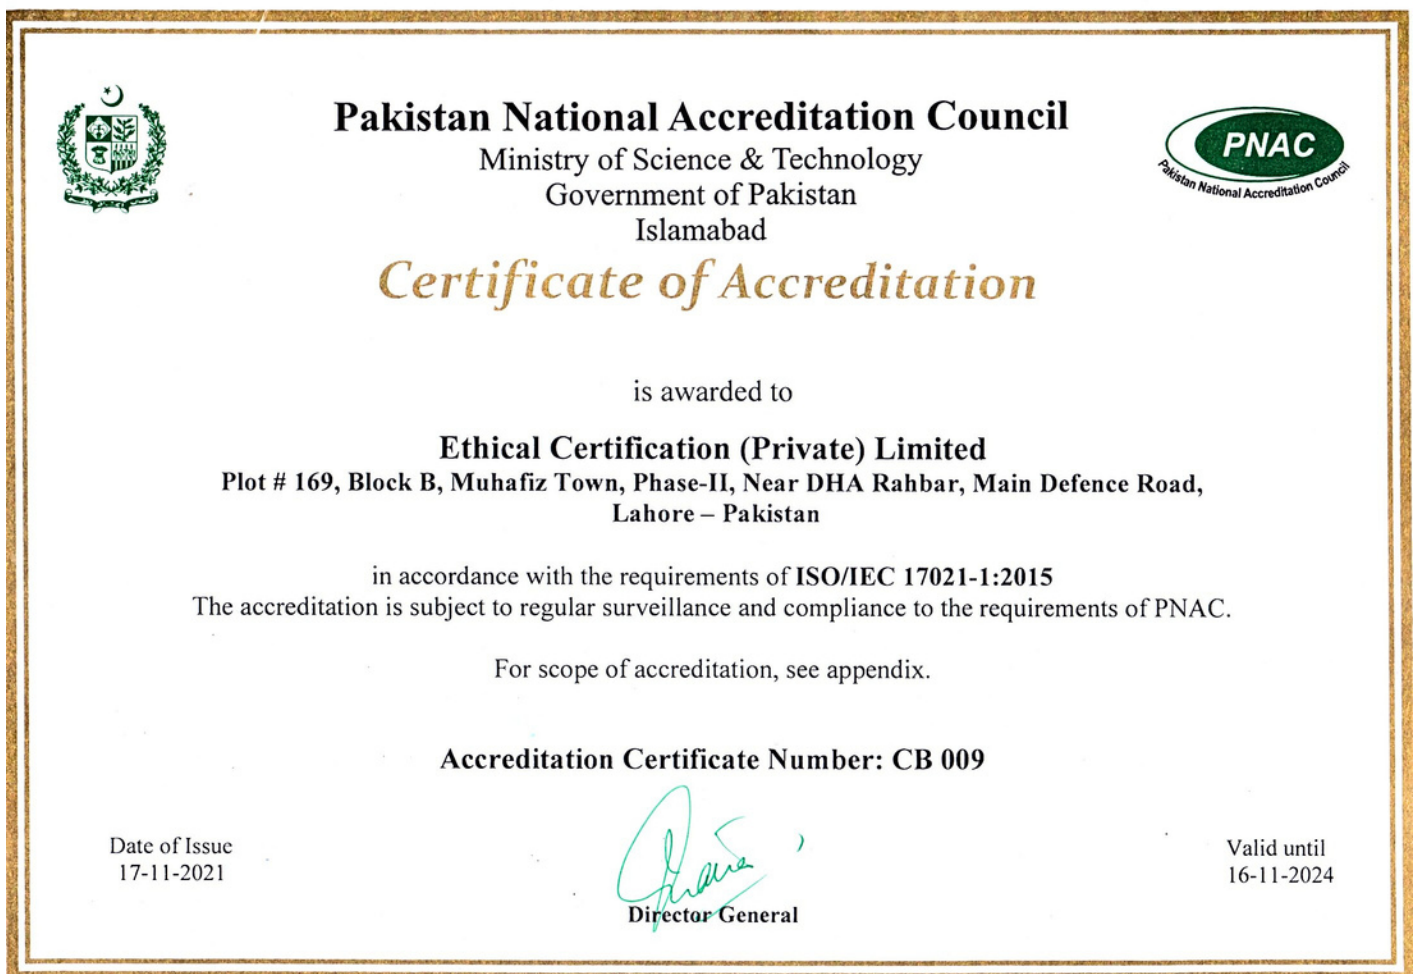 Pakistan National Accreditation Council
Ministry of Science & Technology
Government of Pakistan
Islamabad
PNAC
Pakistan National Accreditation Council
Certificate of Accreditation
is awarded to
Ethical Certification (Private) Limited
Plot # 169, Block B, Muhafiz Town, Phase-II, Near DHA Rahbar, Main Defence Road,
Lahore – Pakistan
in accordance with the requirements of ISO/IEC 17021-1:2015
The accreditation is subject to regular surveillance and compliance to the requirements of PNAC.
For scope of accreditation, see appendix.
Accreditation Certificate Number: CB 009
Date of Issue
17-11-2021
Director General
Valid until
16-11-2024